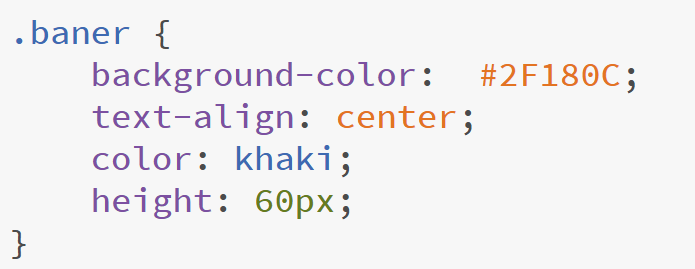 .baner {
    background-color:  #2F180C;
    text-align: center;
    color: khaki;
    height: 60px;
}